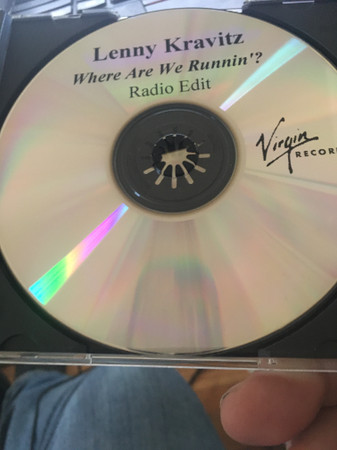 Lenny Kravitz
Where Are We Runnin'?
Radio Edit
Virgin
RECOR